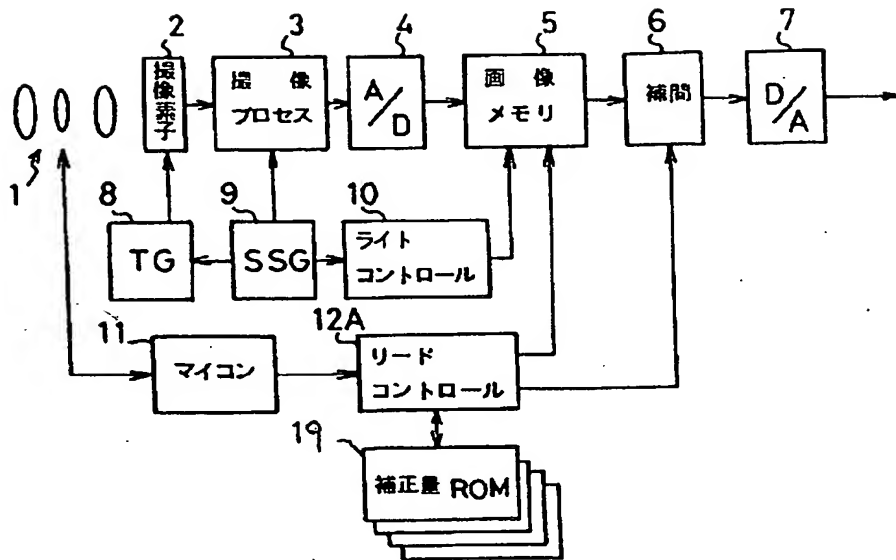 2
3
4
5
6
7
撮像素子
撮像
プロセス
A/D
画像
メモリ
補間
D/A
1
8
9
10
TG
SSG
ライト
コントロール
11
12A
マイコン
リード
コントロール
19
補正量 ROM